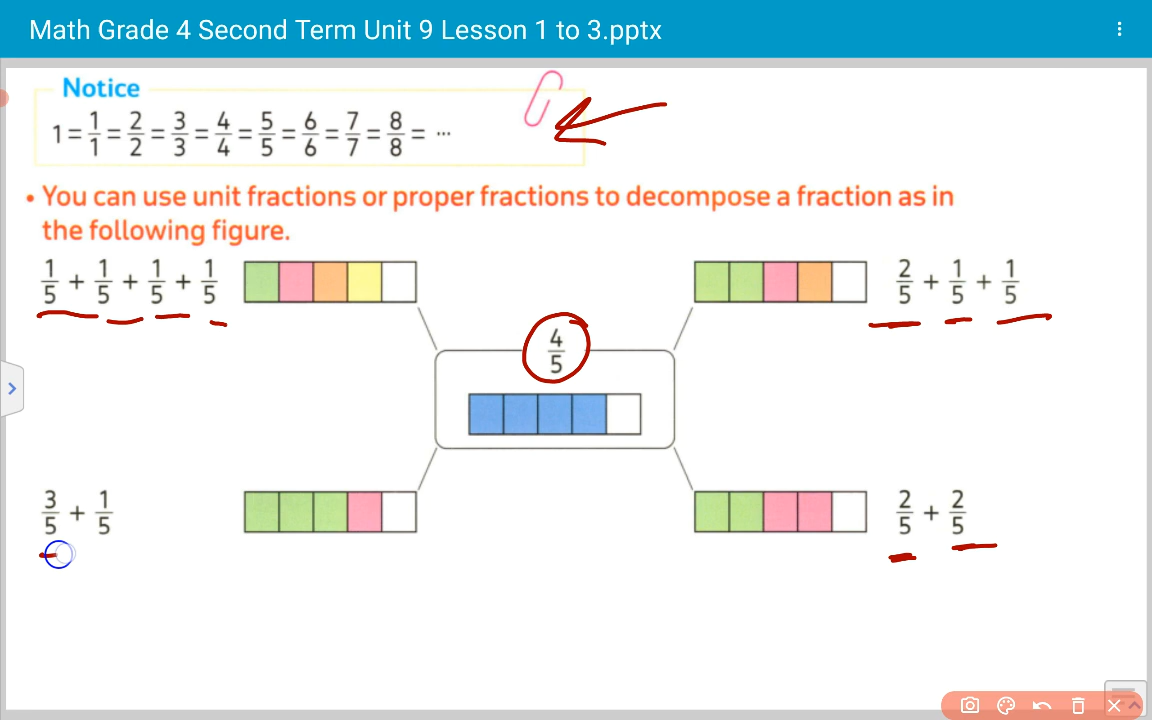 Math Grade 4 Second Term Unit 9 Lesson 1 to 3.pptx
Notice
1 = 1/1 = 2/2 = 3/3 = 4/4 = 5/5 = 6/6 = 7/7 = 8/8 = ...
• You can use unit fractions or proper fractions to decompose a fraction as in
the following figure.
1/5 + 1/5 + 1/5 + 1/5
2/5 + 1/5 + 1/5
4/5
3/5 + 1/5
2/5 + 2/5